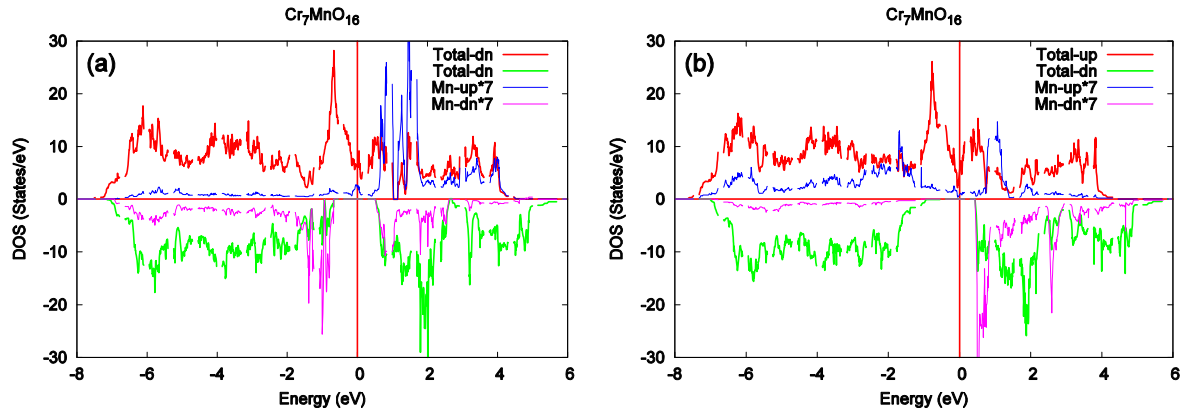 Cr7MnO16
(a)
Total-dn
Total-dn
Mn-up*7
Mn-dn*7
DOS (States/eV)
30
20
10
0
-10
-20
-30
-8 -6 -4 -2 0 2 4 6
Energy (eV)
Cr7MnO16
(b)
Total-up
Total-dn
Mn-up*7
Mn-dn*7
DOS (States/eV)
30
20
10
0
-10
-20
-30
-8 -6 -4 -2 0 2 4 6
Energy (eV)